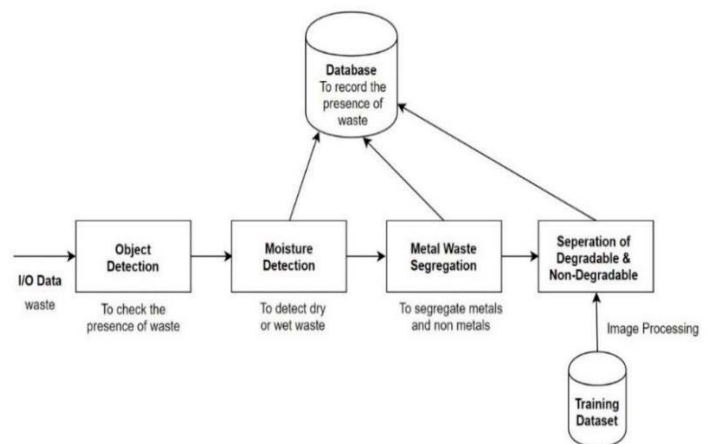 Database
To record the
presence of
waste
I/O Data
waste
Object
Detection
To check the
presence of waste
Moisture
Detection
To detect dry
or wet waste
Metal Waste
Segregation
To segregate metals
and non metals
Seperation of
Degradable &
Non-Degradable
Image Processing
Training
Dataset